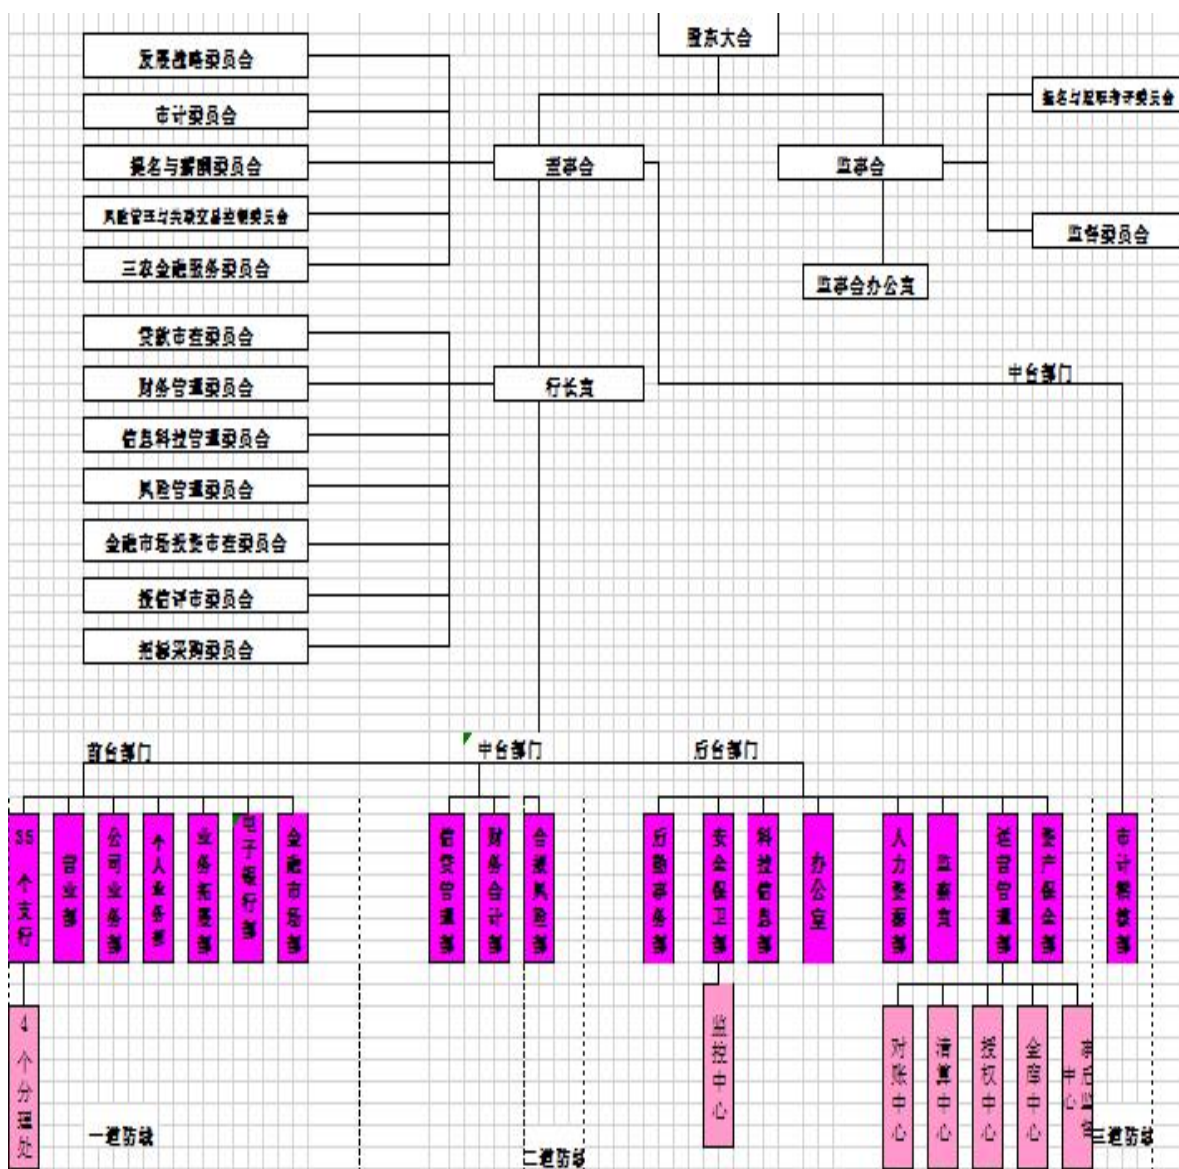 股东大会
发展战略委员会
审计委员会
提名与薪酬委员会
风险管理与关联交易控制委员会
三农金融服务委员会
董事会
监事会
提名与履职考评委员会
监督委员会
监事会办公室
贷款审查委员会
财务管理委员会
信息科技管理委员会
风险管理委员会
金融市场投资审查委员会
授信评审委员会
招标采购委员会
行长室
中台部门
前台部门
中台部门
后台部门
35个支行
营业部
公司业务部
个人业务部
业务拓展部
电子银行部
金融市场部
信贷管理部
财务会计部
合规风险部
后勤事务部
安全保卫部
科技信息部
办公室
人力资源部
监察室
运营管理部
资产保全部
审计稽核部
4个分理处
监控中心
对账中心
清算中心
授权中心
金库中心
事后监督中心
一道防线
二道防线
三道防线